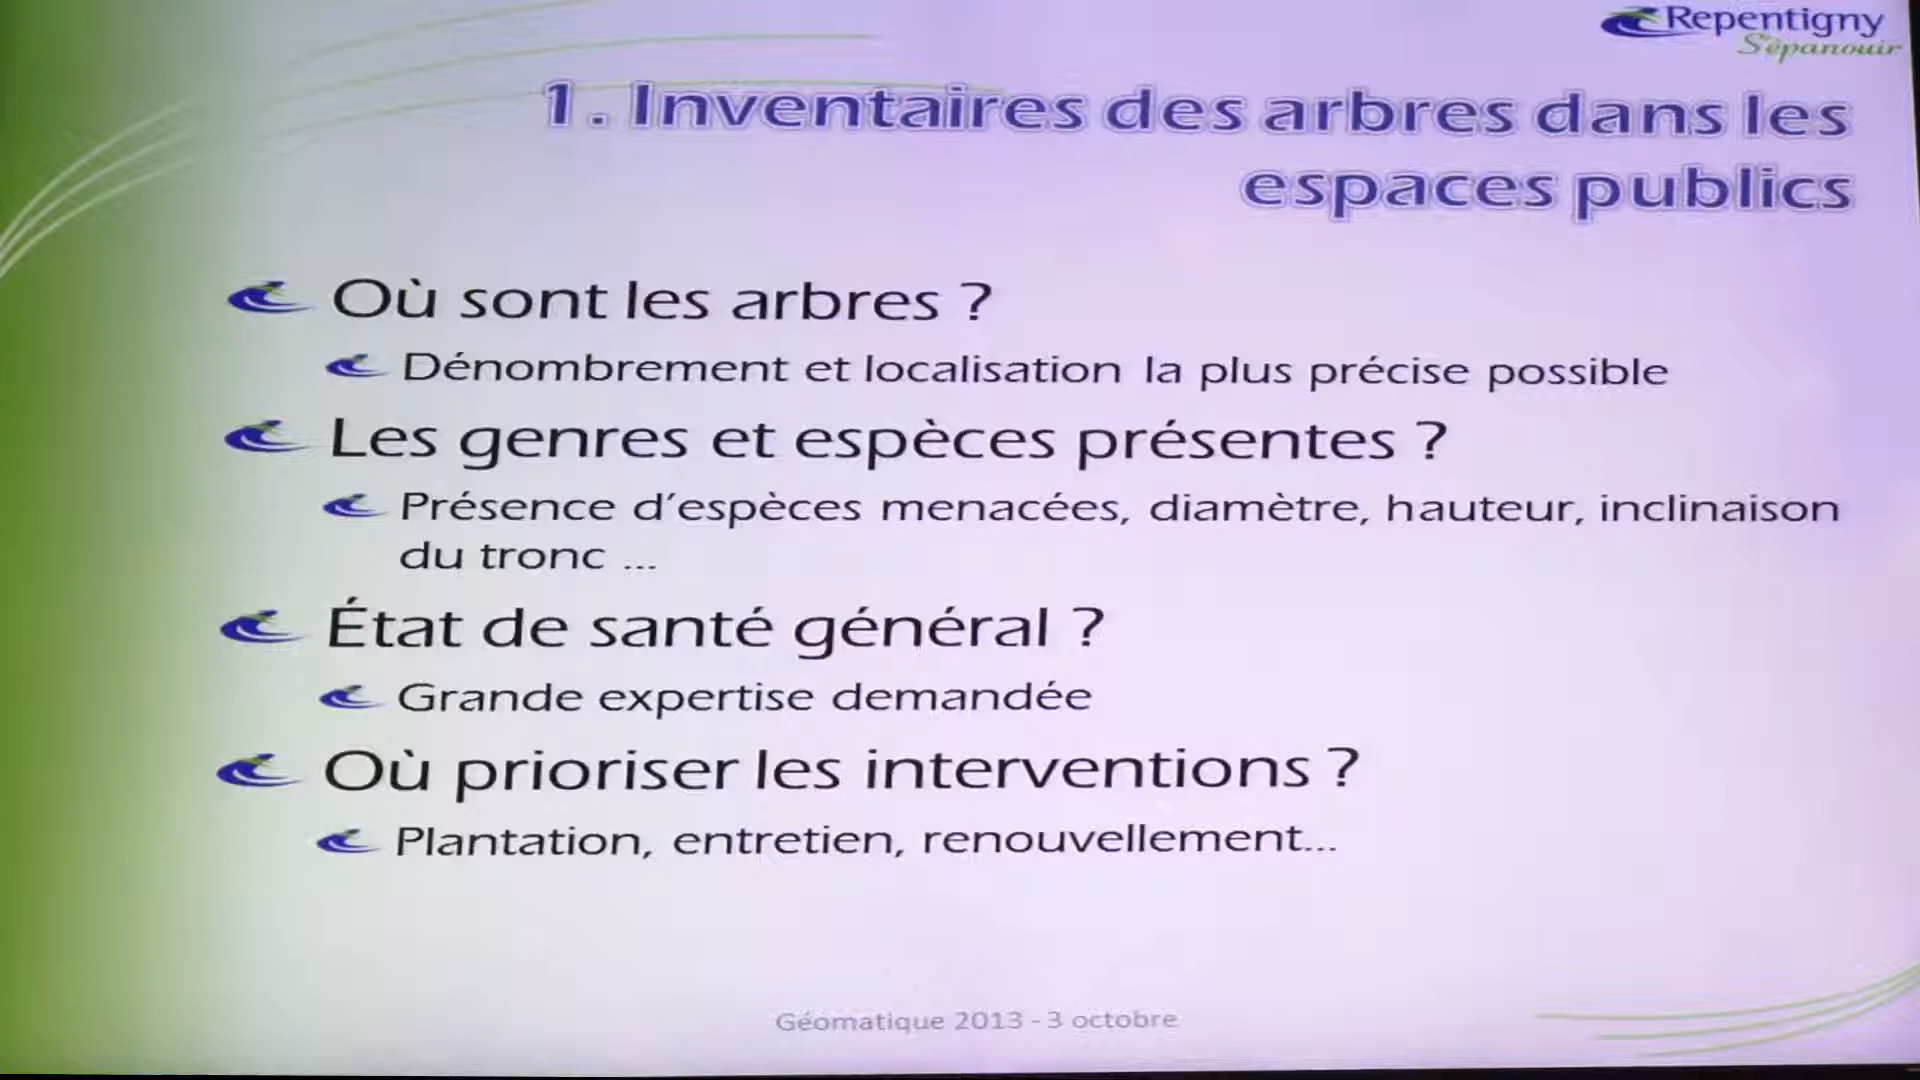 Repentigny
S'épanouir
1. Inventaires des arbres dans les
espaces publics
Où sont les arbres ?
Dénombrement et localisation la plus précise possible
Les genres et espèces présentes ?
Présence d'espèces menacées, diamètre, hauteur, inclinaison
du tronc ...
État de santé général ?
Grande expertise demandée
Où prioriser les interventions ?
Plantation, entretien, renouvellement...
Géomatique 2013 - 3 octobre